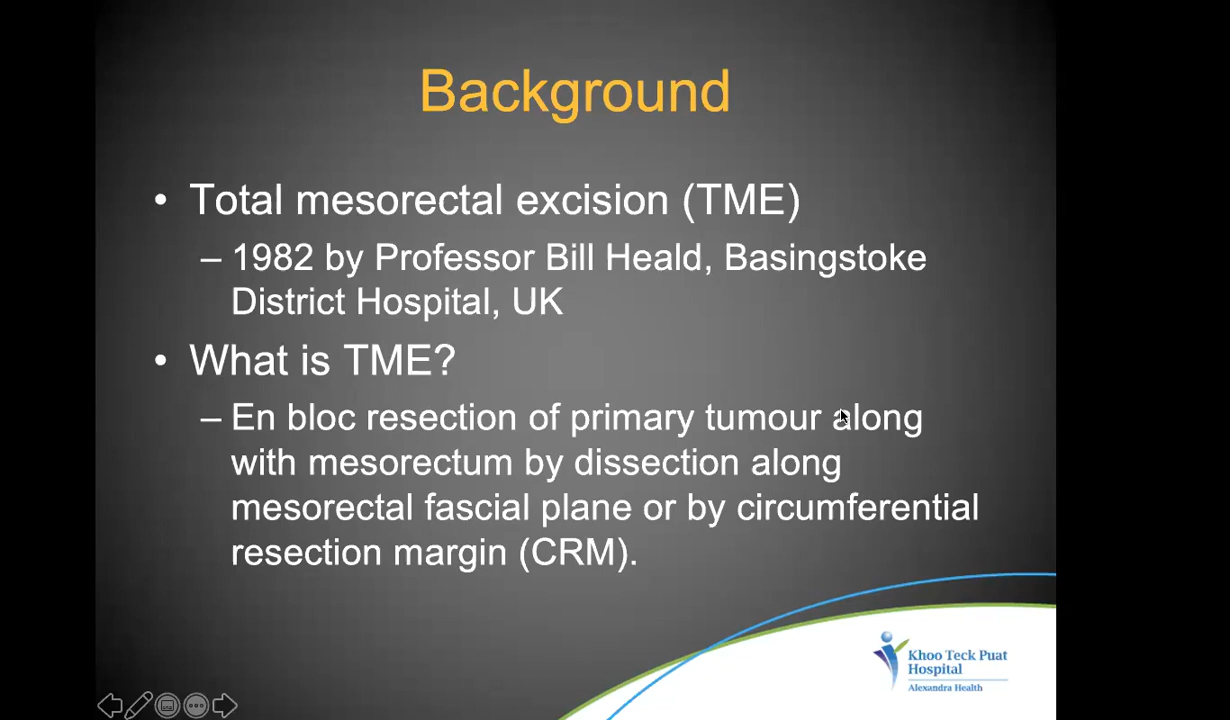 Background
• Total mesorectal excision (TME)
– 1982 by Professor Bill Heald, Basingstoke
District Hospital, UK
• What is TME?
– En bloc resection of primary tumour along
with mesorectum by dissection along
mesorectal fascial plane or by circumferential
resection margin (CRM).
Khoo Teck Puat
Hospital
Alexandra Health